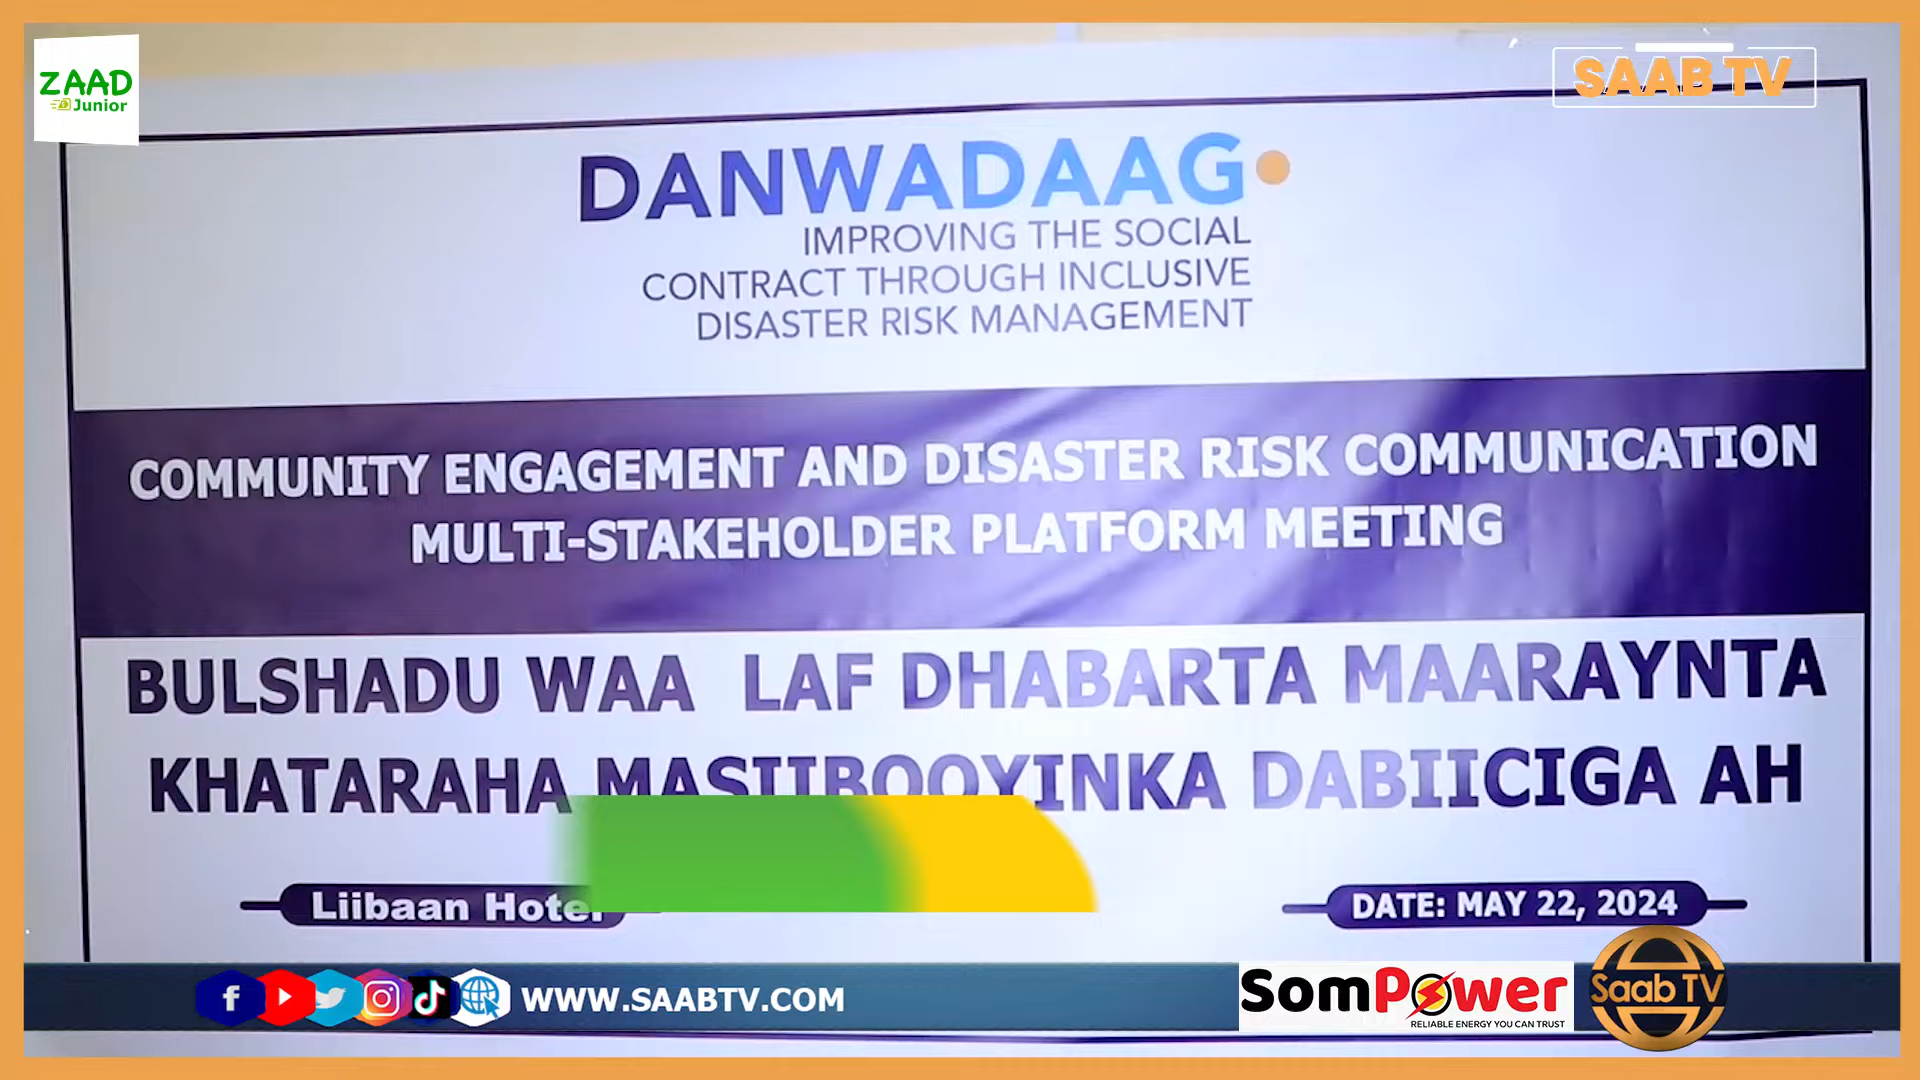 ZAAD
Junior
SAAB TV
DANWADAAG
IMPROVING THE SOCIAL
CONTRACT THROUGH INCLUSIVE
DISASTER RISK MANAGEMENT
COMMUNITY ENGAGEMENT AND DISASTER RISK COMMUNICATION
MULTI-STAKEHOLDER PLATFORM MEETING
BULSHADU WAA LAF DHABARTA MAARAYNTA
KHATARAHA MASIIBOOYINKA DABIICIGA AH
Liibaan Hotel
DATE: MAY 22, 2024
WWW.SAABTV.COM
SomPower
RELIABLE ENERGY YOU CAN TRUST
Saab TV